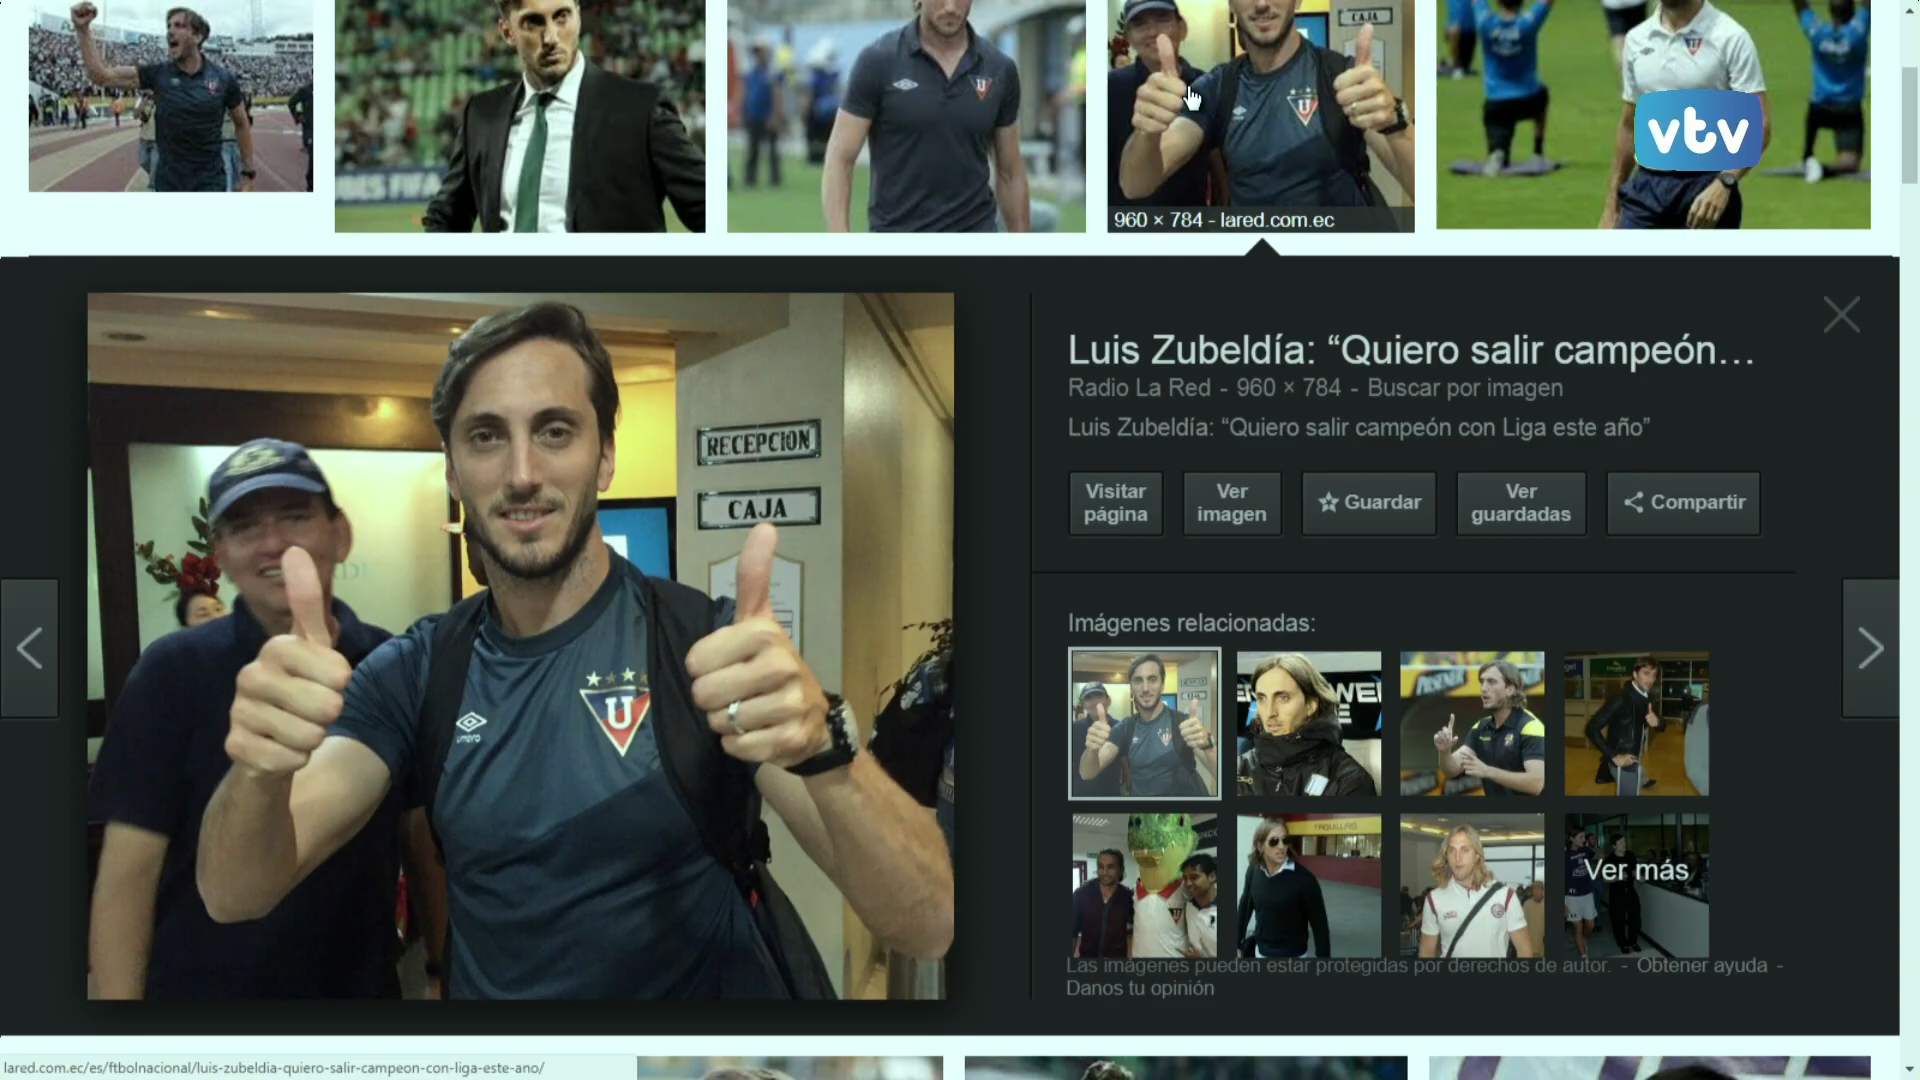 CAJA
vtv
960 × 784 - lared.com.ec
RECEPCION
CAJA
umbro
U
Luis Zubeldía: “Quiero salir campeón…
Radio La Red - 960 × 784 - Buscar por imagen
Luis Zubeldía: “Quiero salir campeón con Liga este año”
Visitar página
Ver imagen
Guardar
Ver guardadas
Compartir
Imágenes relacionadas:
Ver más
Las imágenes pueden estar protegidas por derechos de autor. - Obtener ayuda -
Danos tu opinión
lared.com.ec/es/ftbolnacional/luis-zubeldia-quiero-salir-campeon-con-liga-este-ano/